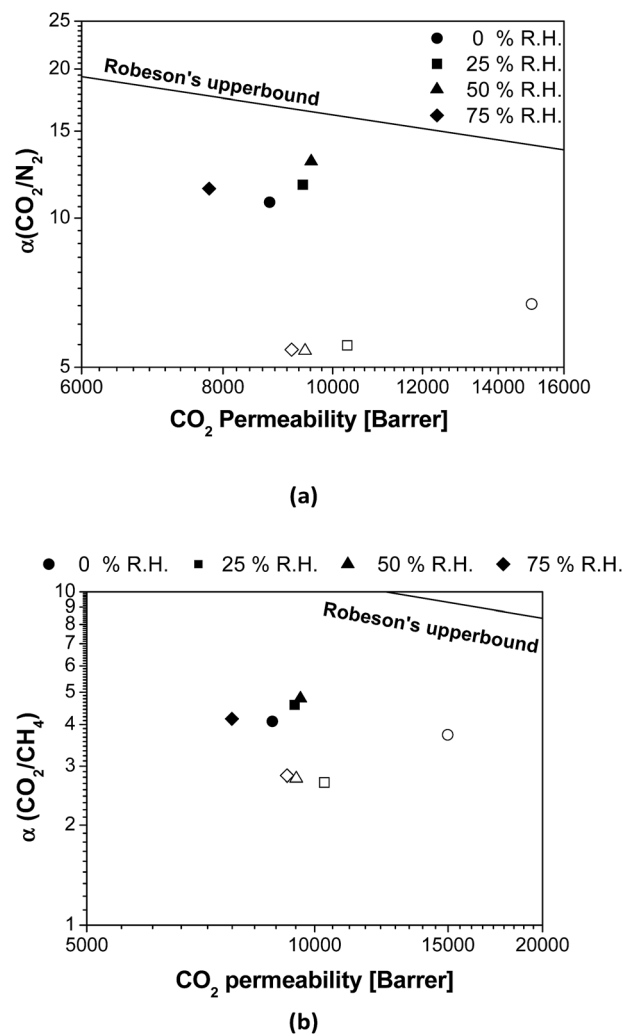 25
20
15
10
5
α(CO₂/N₂)
Robeson's upperbound
0 % R.H.
25 % R.H.
50 % R.H.
75 % R.H.
6000 8000 10000 12000 14000 16000
CO₂ Permeability [Barrer]
(a)
0 % R.H. 25 % R.H. 50 % R.H. 75 % R.H.
10
9
8
7
6
5
4
3
2
1
α (CO₂/CH₄)
Robeson's upperbound
5000 10000 15000 20000
CO₂ permeability [Barrer]
(b)